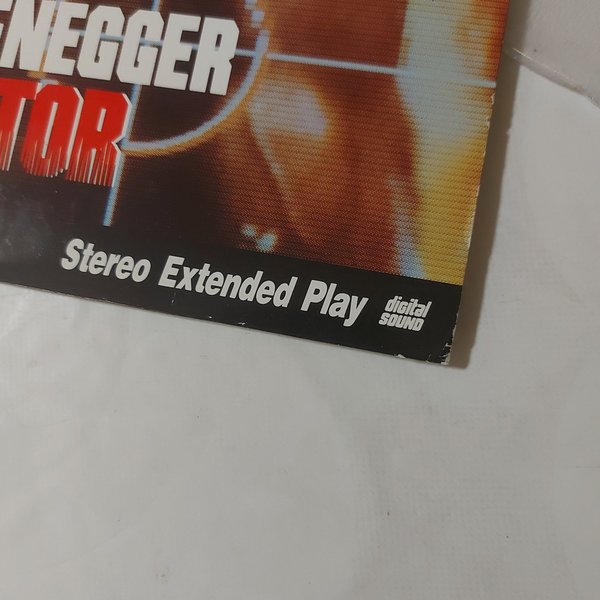 ENEGGER
TOR
Stereo Extended Play
digital
SOUND